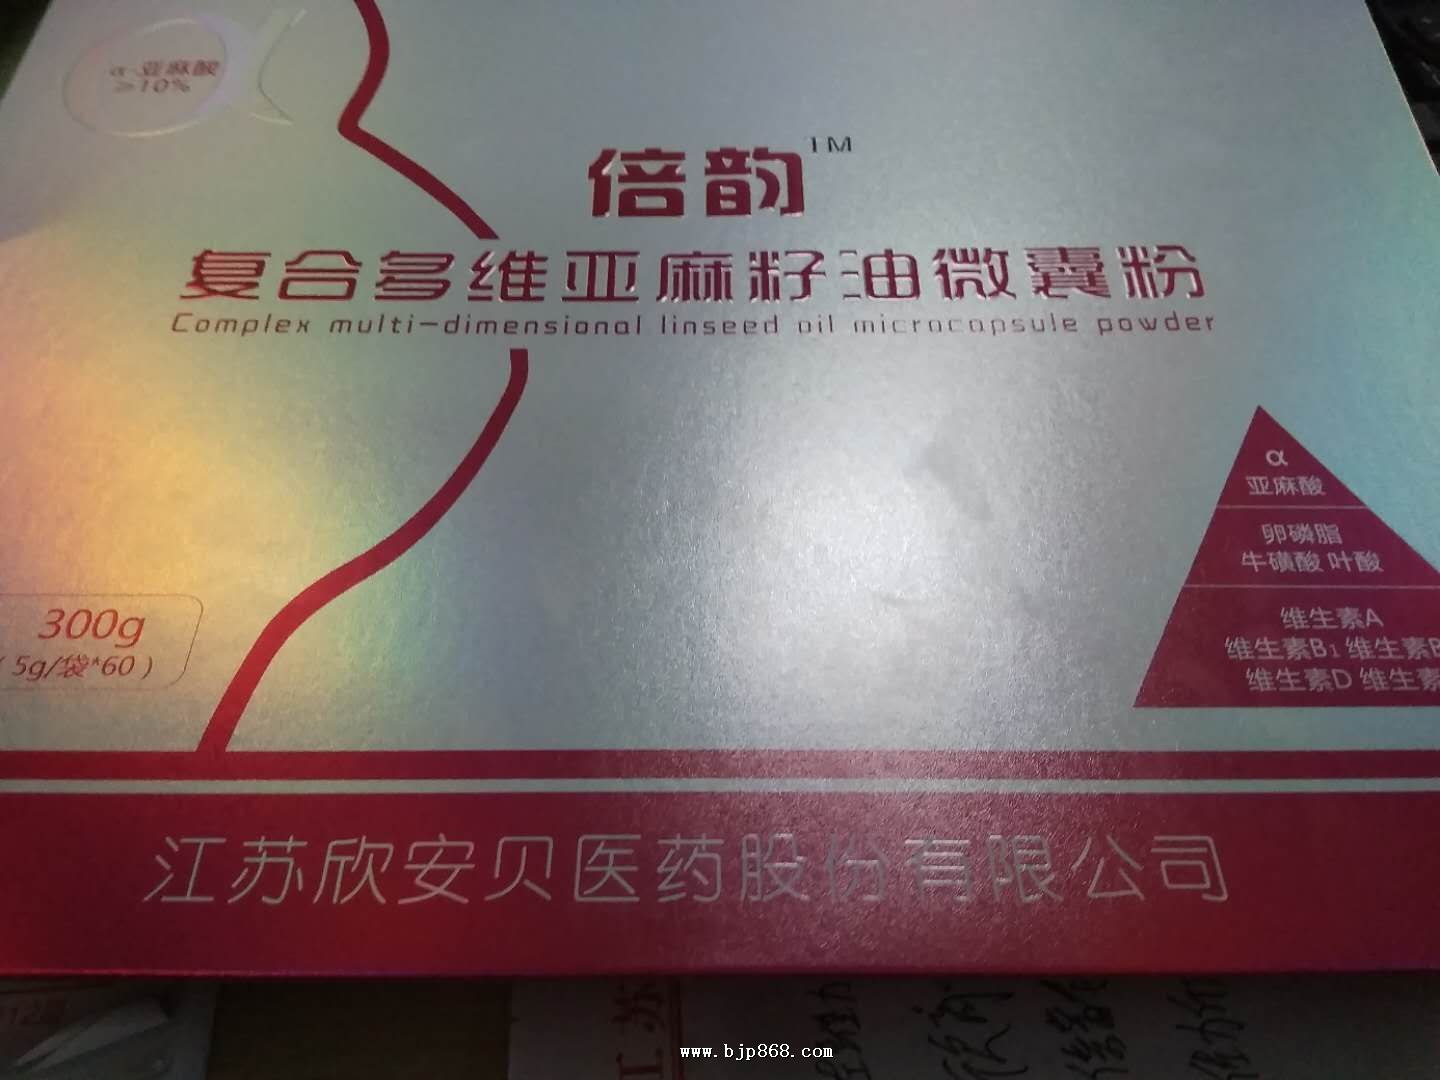 α-亚麻酸
≥10%
倍韵™
复合多维亚麻籽油微囊粉
Complex multi-dimensional linseed oil microcapsule powder
α
亚麻酸
卵磷脂
牛磺酸 叶酸
维生素A
维生素B₁ 维生素B
维生素D 维生素
300g
( 5g/袋*60 )
江苏欣安贝医药股份有限公司
江苏
www.bjp868.com